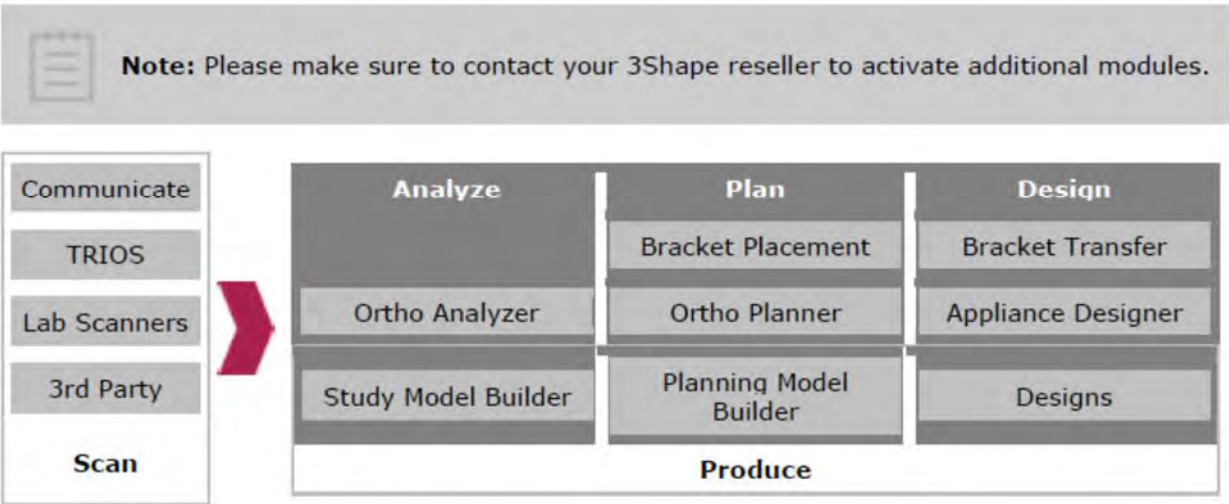 Note: Please make sure to contact your 3Shape reseller to activate additional modules.
Communicate
TRIOS
Lab Scanners
3rd Party
Scan
Analyze
Plan
Design
Bracket Placement
Bracket Transfer
Ortho Analyzer
Ortho Planner
Appliance Designer
Study Model Builder
Planning Model
Builder
Designs
Produce